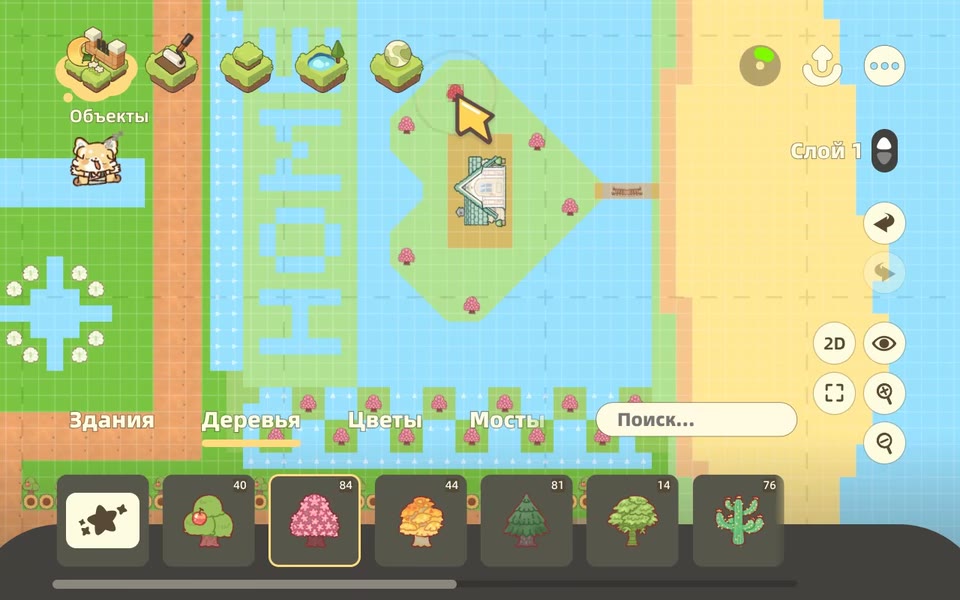 Объекты
Слой 1
2D
Здания
Деревья
Цветы
Мосты
Поиск...
40
84
44
81
14
76